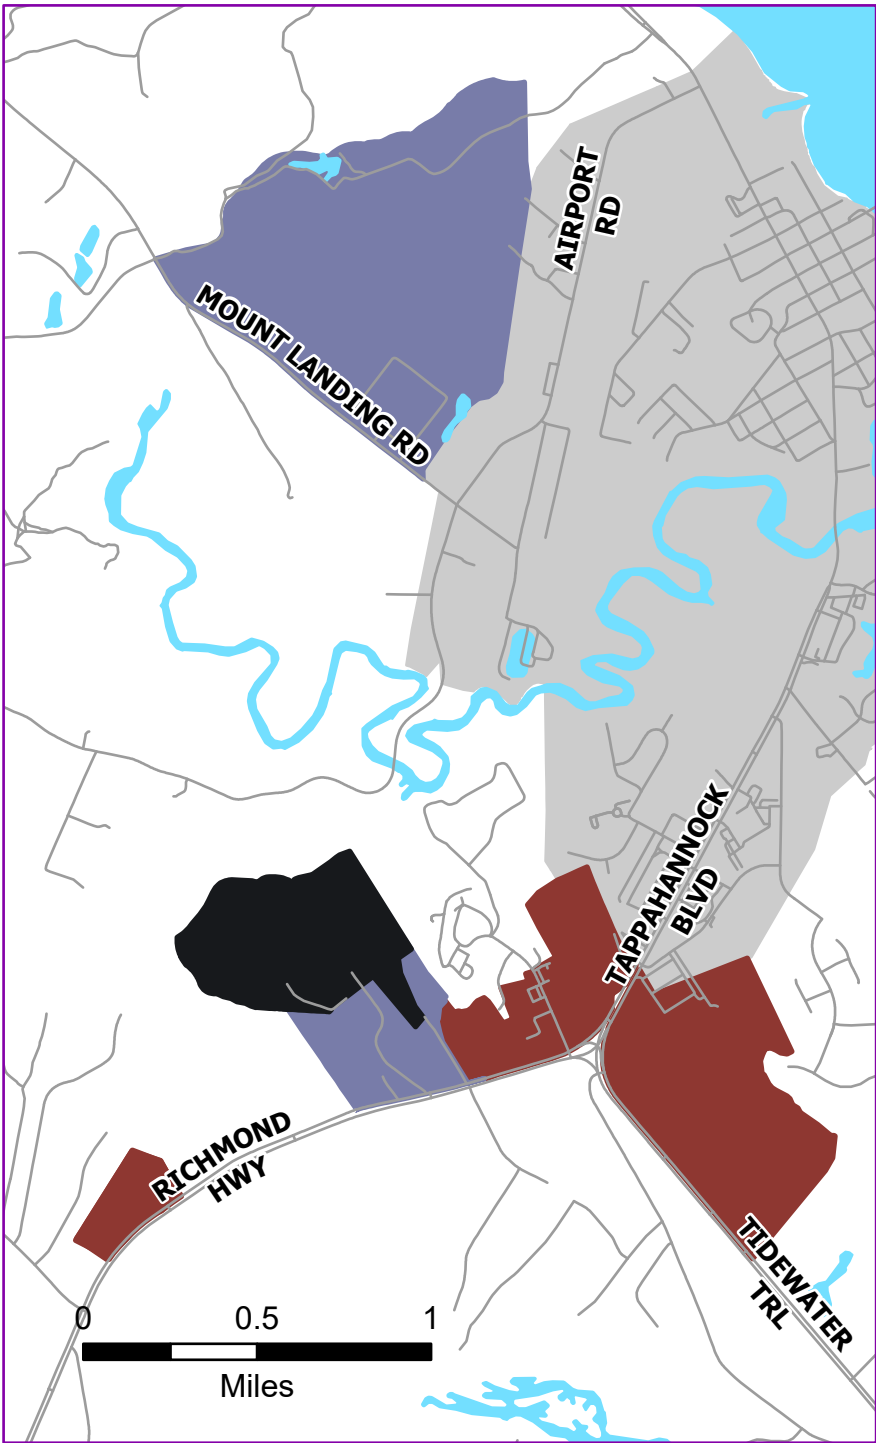 AIRPORT
RD
MOUNT LANDING RD
TAPPAHANNOCK
BLVD
RICHMOND
HWY
TIDEWATER
TRL
0 0.5 1
Miles